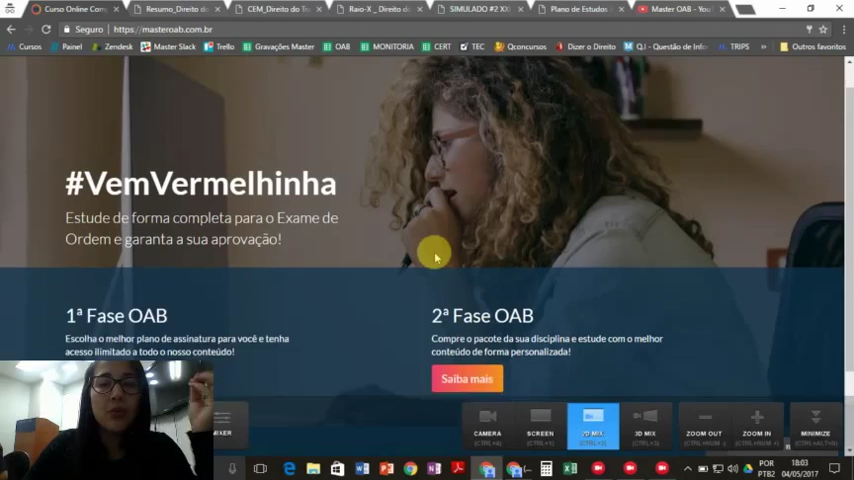 Curso Online Comp
Resumo_Direito do
CEM_Direito do Tr
Raio-X _ Direito do
SIMULADO #2 XX
Plano de Estudos
Master OAB - You
Seguro
https://masteroab.com.br
Cursos
Painel
Zendesk
Master Slack
Trello
Gravações Master
OAB
MONITORIA
CERT
TEC
Qconcursos
Dizer o Direito
Q.I - Questão de Info
TRIPS
»
Outros favoritos
#VemVermelhinha
Estude de forma completa para o Exame de
Ordem e garanta a sua aprovação!
1ª Fase OAB
Escolha o melhor plano de assinatura para você e tenha
acesso ilimitado a todo o nosso conteúdo!
2ª Fase OAB
Compre o pacote da sua disciplina e estude com o melhor
conteúdo de forma personalizada!
Saiba mais
MIXER
CAMERA
SCREEN
2D MIX
3D MIX
ZOOM OUT
ZOOM IN
MINIMIZE
POR
PTB2
18:03
04/05/2017